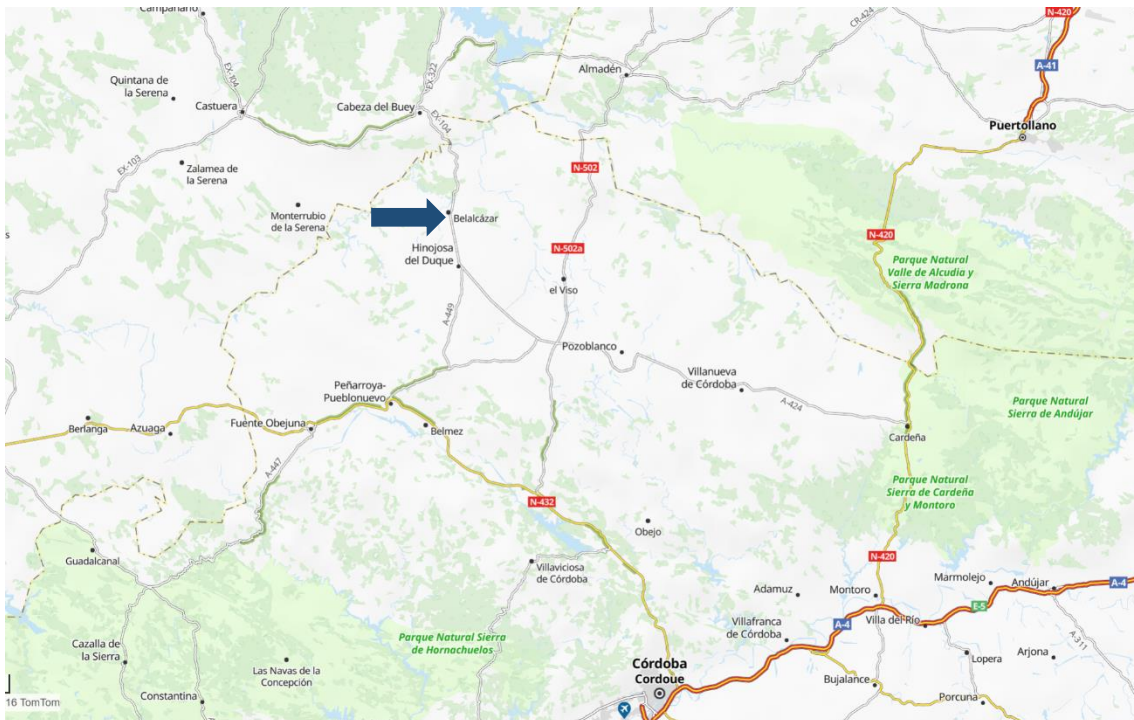 Campanario
EX-104
EX-322
CR-424
N-420
A-41
Almadén
Quintana de
la Serena
Castuera
Cabeza del Buey
EX-104
Puertollano
EX-103
Zalamea de
la Serena
N-502
Monterrubio
de la Serena
Belalcázar
N-420
Hinojosa
del Duque
N-502a
Parque Natural
Valle de Alcudia y
Sierra Madrona
s
el Viso
A-449
Pozoblanco
Villanueva
de Córdoba
Peñarroya-
Pueblonuevo
A-424
Parque Natural
Sierra de Andújar
Berlanga
Azuaga
Fuente Obejuna
Belmez
Cardeña
A-447
Parque Natural
Sierra de Cardeña
y Montoro
N-432
Obejo
Guadalcanal
Villaviciosa
de Córdoba
N-420
Adamuz
Montoro
Marmolejo
Andújar
A-4
E-5
Villafranca
de Córdoba
A-4
Villa del Río
A-311
Cazalla de
la Sierra
Parque Natural Sierra
de Hornachuelos
Las Navas de la
Concepción
Córdoba
Cordoue
Lopera
Arjona
Bujalance
Constantina
Porcuna
16 TomTom